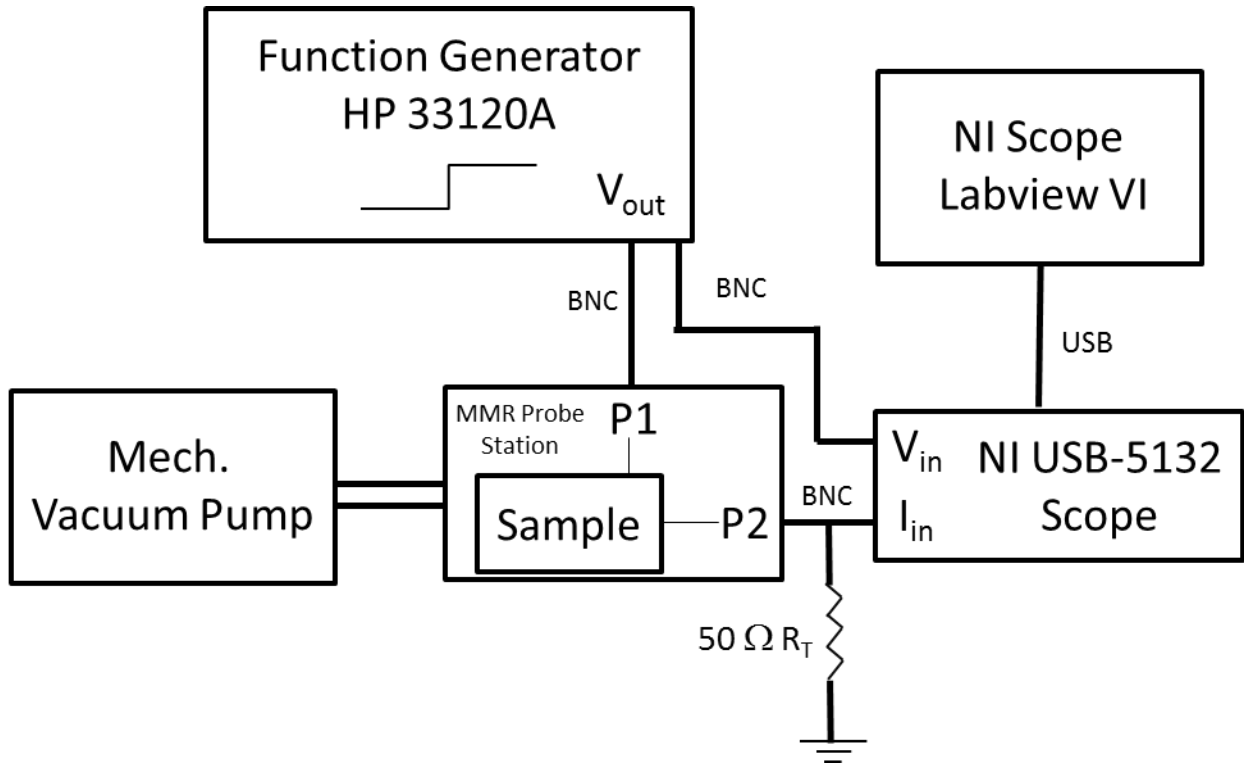 Function Generator
HP 33120A
Vout
NI Scope
Labview VI
BNC
BNC
USB
Mech.
Vacuum Pump
MMR Probe
Station
P1
Sample
P2
BNC
Vin
Iin
NI USB-5132
Scope
50 Ω RT